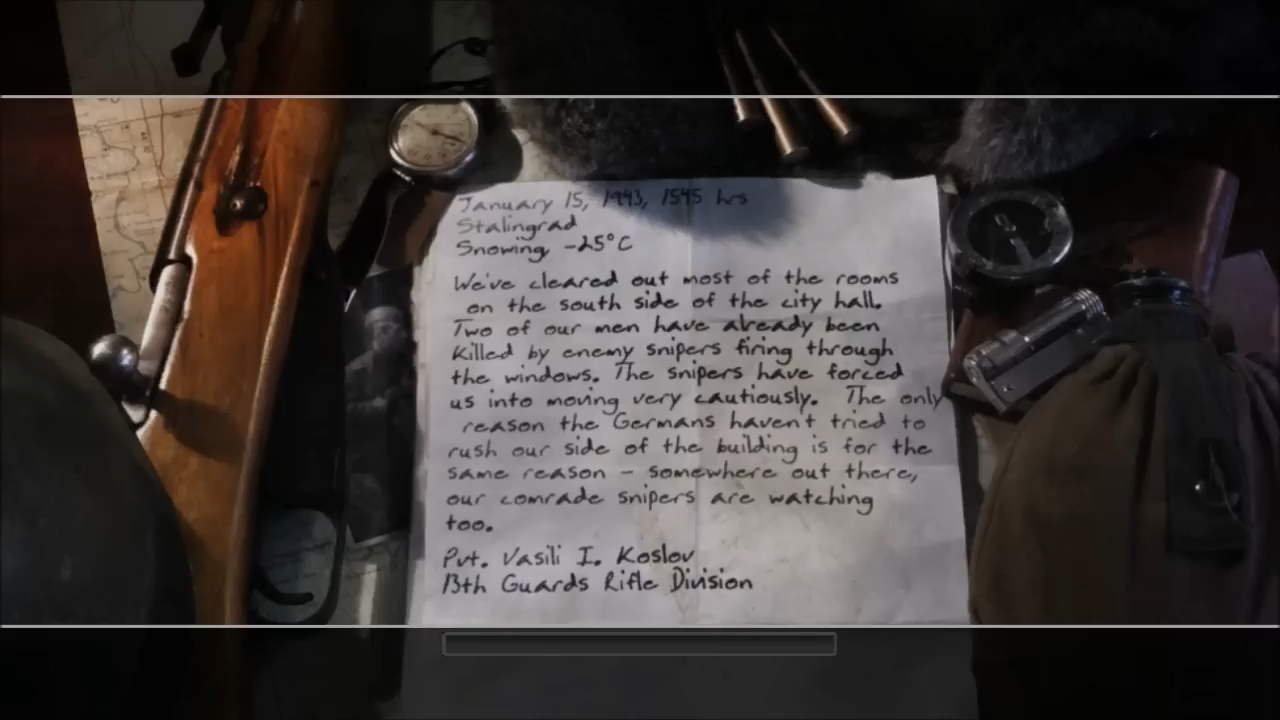 January 15, 1943, 1545 hrs
Stalingrad
Snowing -25°C
We've cleared out most of the rooms
on the south side of the city hall.
Two of our men have already been
killed by enemy snipers firing through
the windows. The snipers have forced
us into moving very cautiously. The only
reason the Germans haven't tried to
rush our side of the building is for the
same reason - somewhere out there,
our comrade snipers are watching
too.
Pvt. Vasili I. Koslov
13th Guards Rifle Division